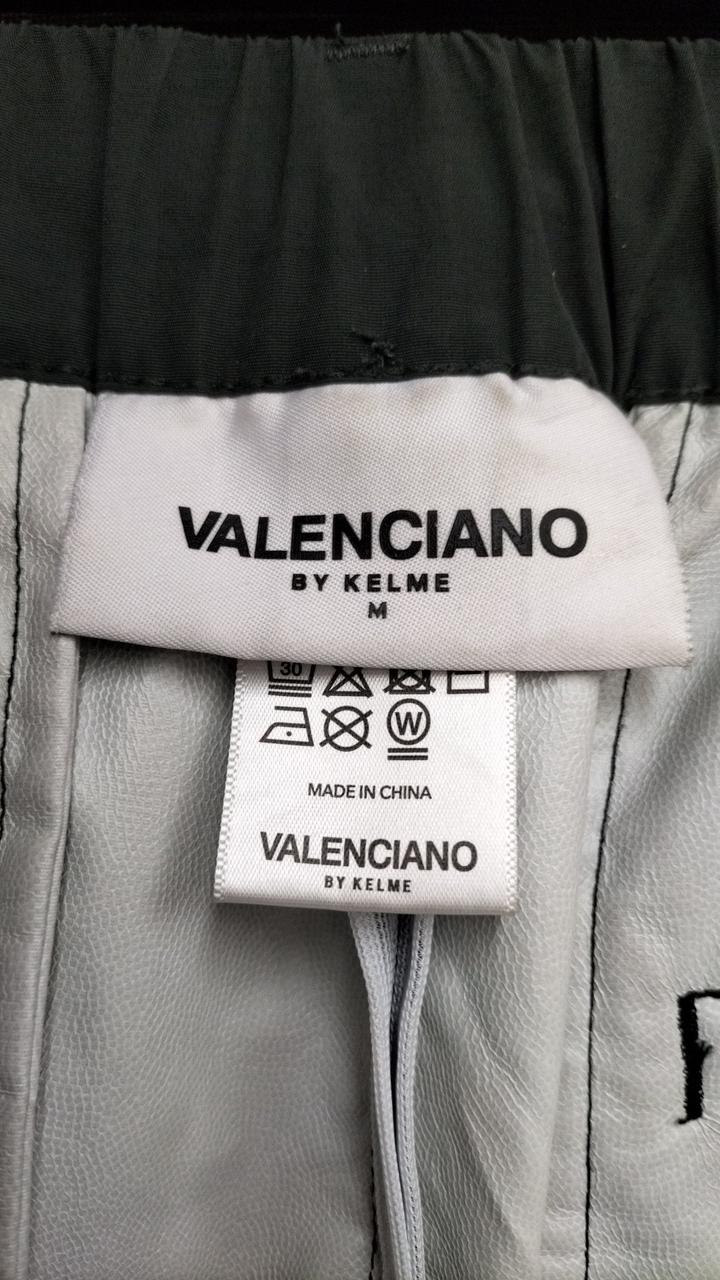 VALENCIANO
BY KELME
M
30
W
MADE IN CHINA
VALENCIANO
BY KELME
F